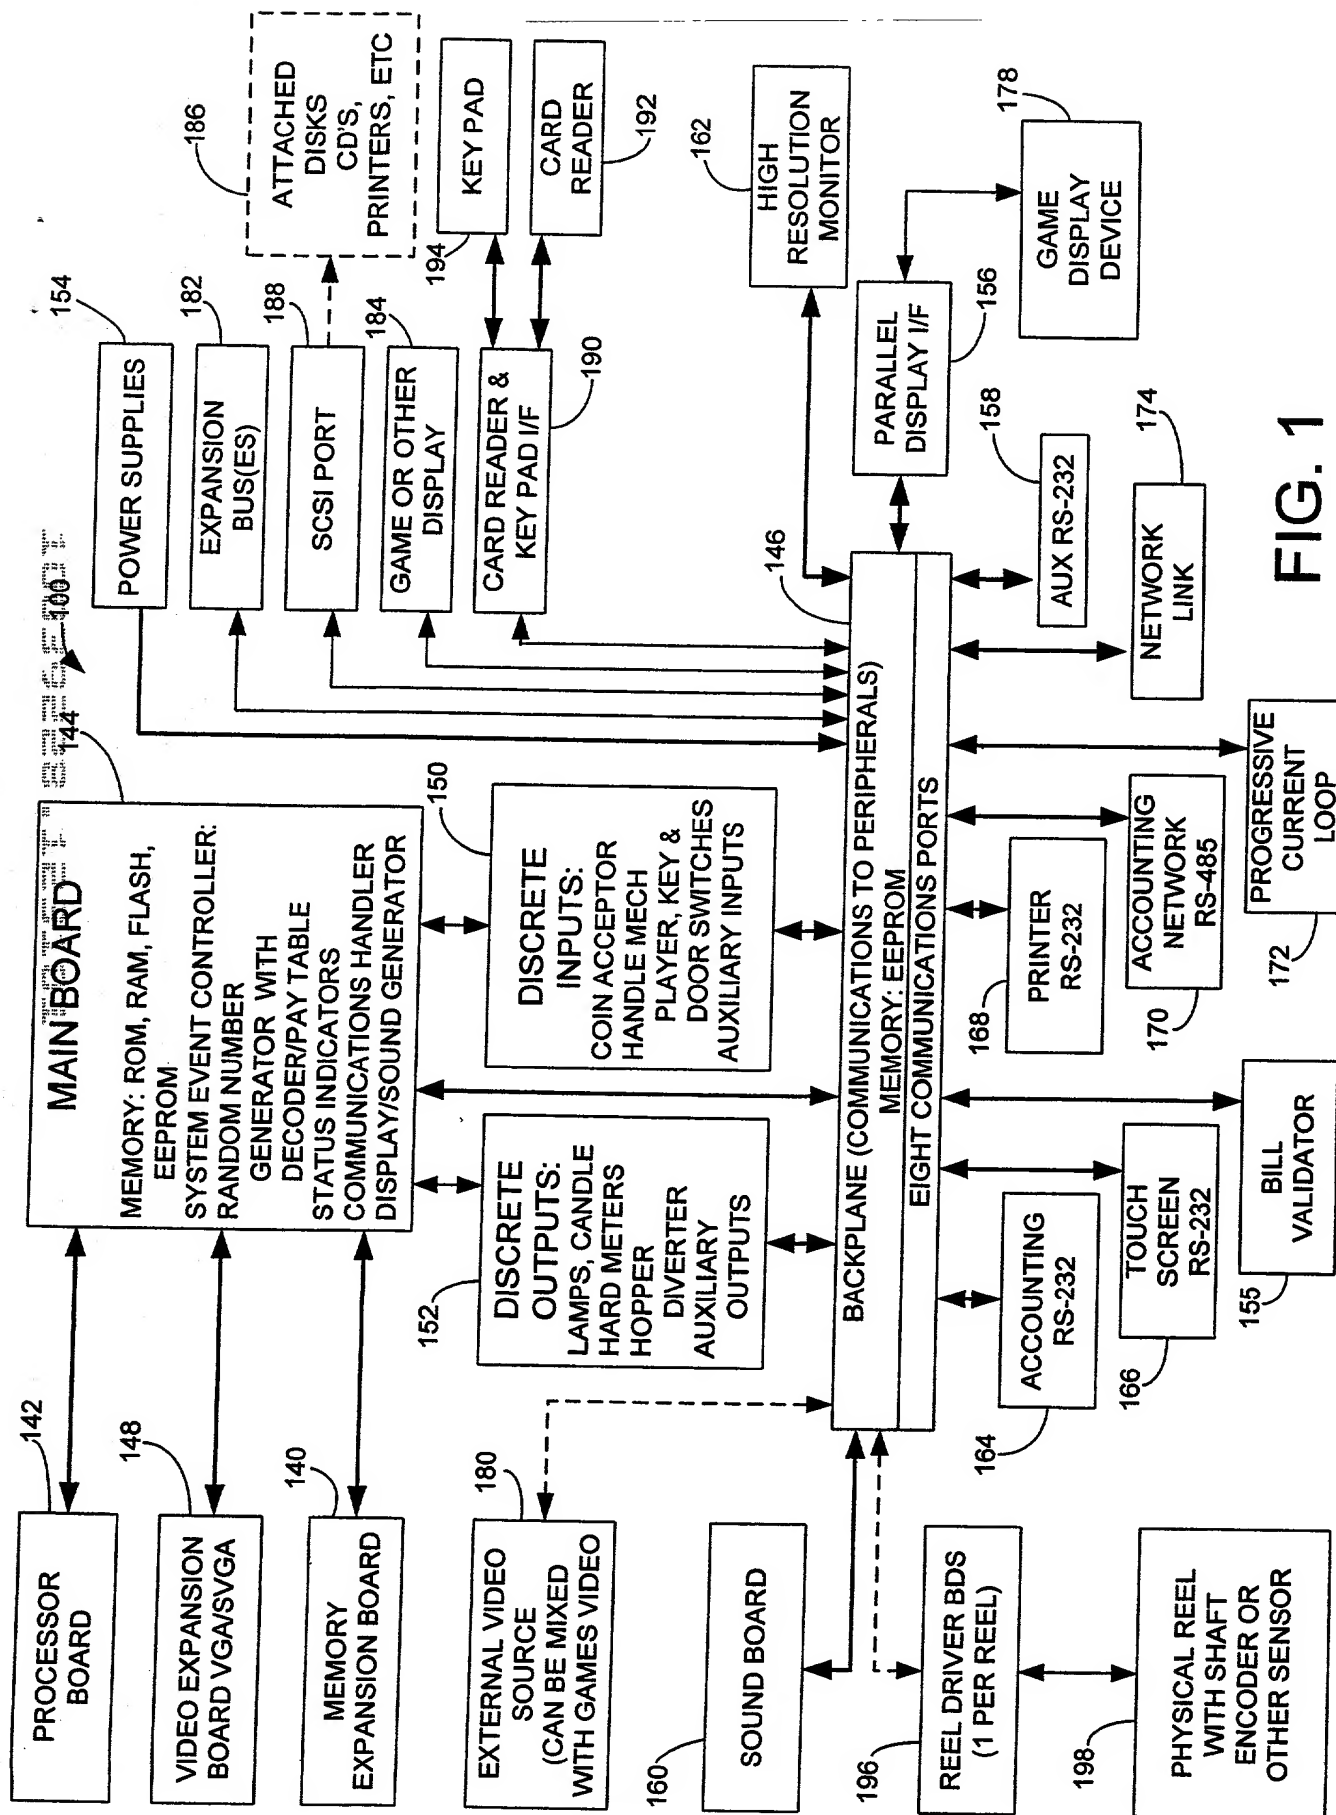 PROCESSOR
BOARD
142
VIDEO EXPANSION
BOARD VGA/SVGA
148
MEMORY
EXPANSION BOARD
140
MAIN BOARD
MEMORY: ROM, RAM, FLASH,
EEPROM
SYSTEM EVENT CONTROLLER:
RANDOM NUMBER
GENERATOR WITH
DECODER/PAY TABLE
STATUS INDICATORS
COMMUNICATIONS HANDLER
DISPLAY/SOUND GENERATOR
144
100
POWER SUPPLIES
154
EXPANSION
BUS(ES)
182
SCSI PORT
188
ATTACHED
DISKS
CD'S,
PRINTERS, ETC
186
GAME OR OTHER
DISPLAY
184
CARD READER &
KEY PAD I/F
190
KEY PAD
194
CARD
READER
192
EXTERNAL VIDEO
SOURCE
(CAN BE MIXED
WITH GAMES VIDEO
180
DISCRETE
OUTPUTS:
LAMPS, CANDLE
HARD METERS
HOPPER
DIVERTER
AUXILIARY
OUTPUTS
152
DISCRETE
INPUTS:
COIN ACCEPTOR
HANDLE MECH
PLAYER, KEY &
DOOR SWITCHES
AUXILIARY INPUTS
150
SOUND BOARD
160
BACKPLANE (COMMUNICATIONS TO PERIPHERALS)
MEMORY: EEPROM
EIGHT COMMUNICATIONS PORTS
146
HIGH
RESOLUTION
MONITOR
162
PARALLEL
DISPLAY I/F
156
GAME
DISPLAY
DEVICE
178
REEL DRIVER BDS
(1 PER REEL)
196
PHYSICAL REEL
WITH SHAFT
ENCODER OR
OTHER SENSOR
198
ACCOUNTING
RS-232
164
TOUCH
SCREEN
RS-232
166
BILL
VALIDATOR
155
PRINTER
RS-232
168
ACCOUNTING
NETWORK
RS-485
170
PROGRESSIVE
CURRENT
LOOP
172
AUX RS-232
158
NETWORK
LINK
174
FIG. 1